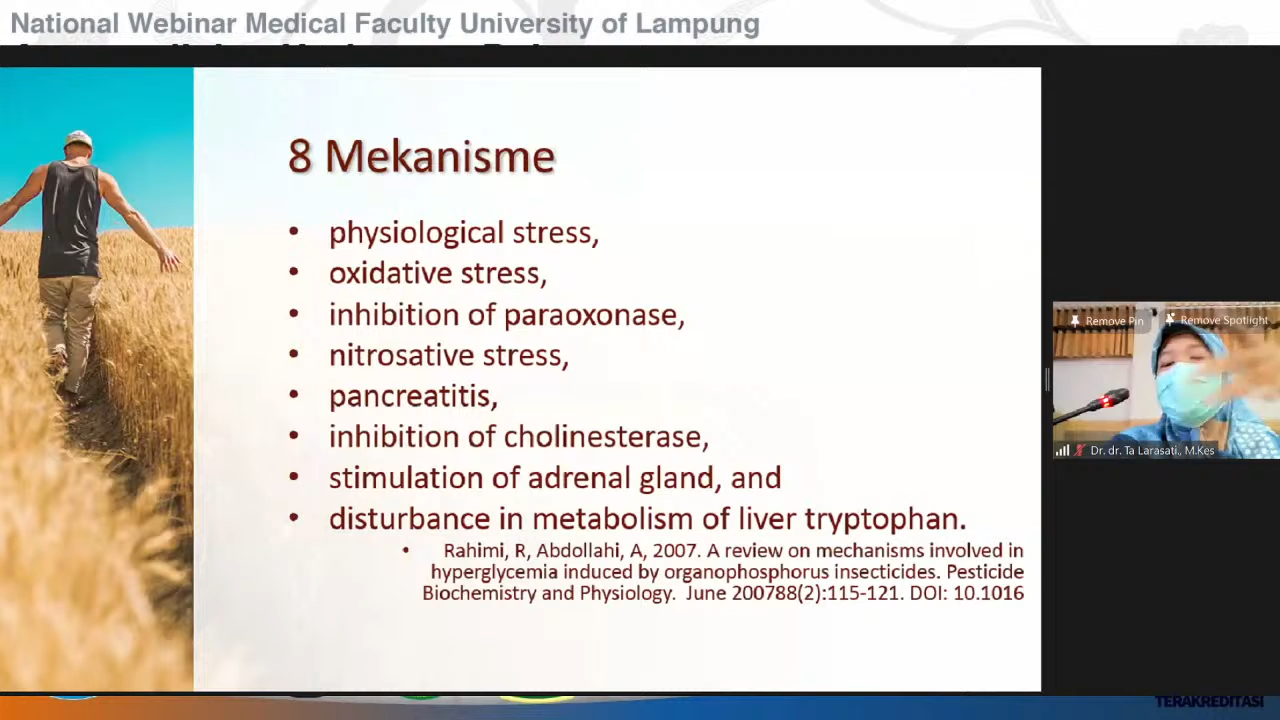 National Webinar Medical Faculty University of Lampung
8 Mekanisme
• physiological stress,
• oxidative stress,
• inhibition of paraoxonase,
• nitrosative stress,
• pancreatitis,
• inhibition of cholinesterase,
• stimulation of adrenal gland, and
• disturbance in metabolism of liver tryptophan.
• Rahimi, R, Abdollahi, A, 2007. A review on mechanisms involved in
hyperglycemia induced by organophosphorus insecticides. Pesticide
Biochemistry and Physiology. June 200788(2):115-121. DOI: 10.1016
Remove Pin
Remove Spotlight
Dr. dr. Ta Larasati., M.Kes
TERAKREDITASI